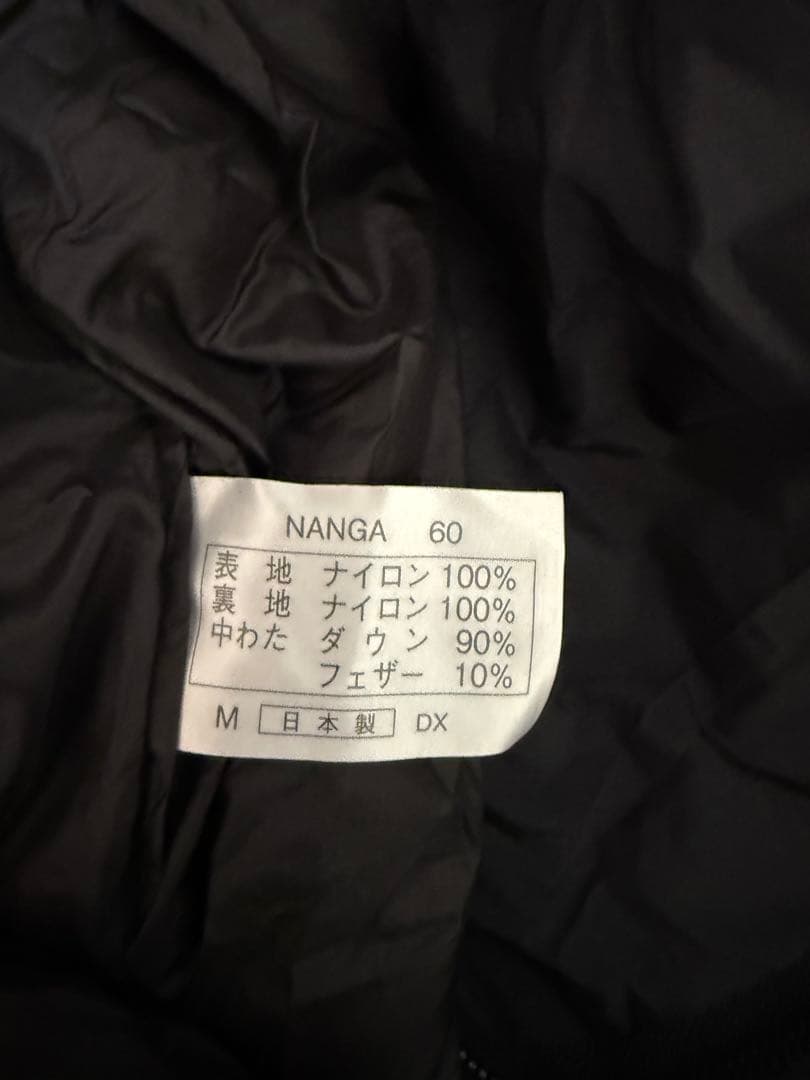 NANGA 60
表 地 ナイロン 100%
裏 地 ナイロン 100%
中わた ダウン 90%
フェザー 10%
M 日本製 DX